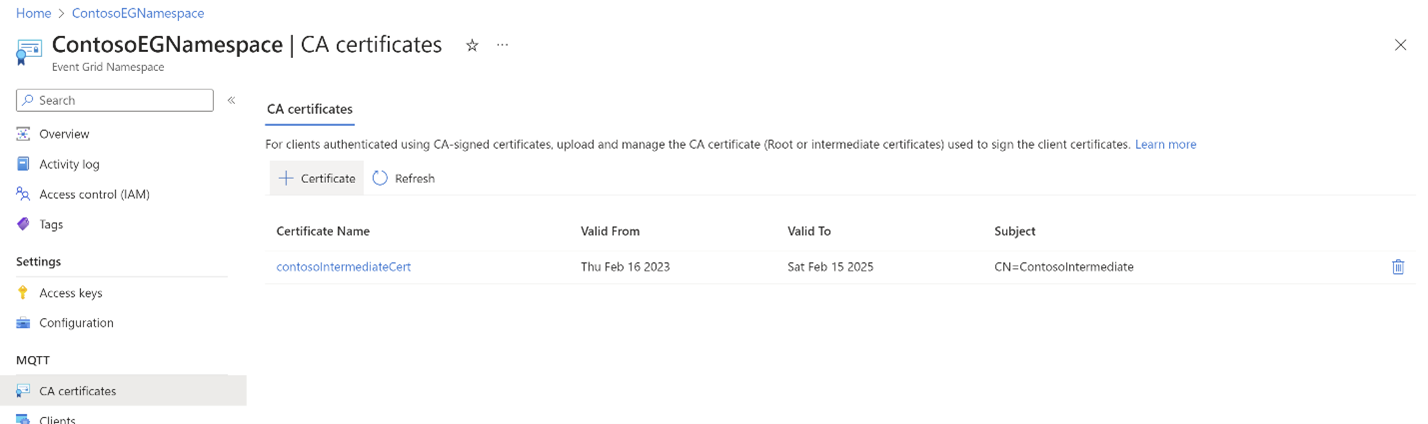 Home > ContosoEGNamespace
ContosoEGNamespace | CA certificates
Event Grid Namespace
Search
Overview
Activity log
Access control (IAM)
Tags
Settings
Access keys
Configuration
MQTT
CA certificates
Clients
CA certificates
For clients authenticated using CA-signed certificates, upload and manage the CA certificate (Root or intermediate certificates) used to sign the client certificates. Learn more
Certificate Refresh
Certificate Name Valid From Valid To Subject
contosoIntermediateCert Thu Feb 16 2023 Sat Feb 15 2025 CN=ContosoIntermediate